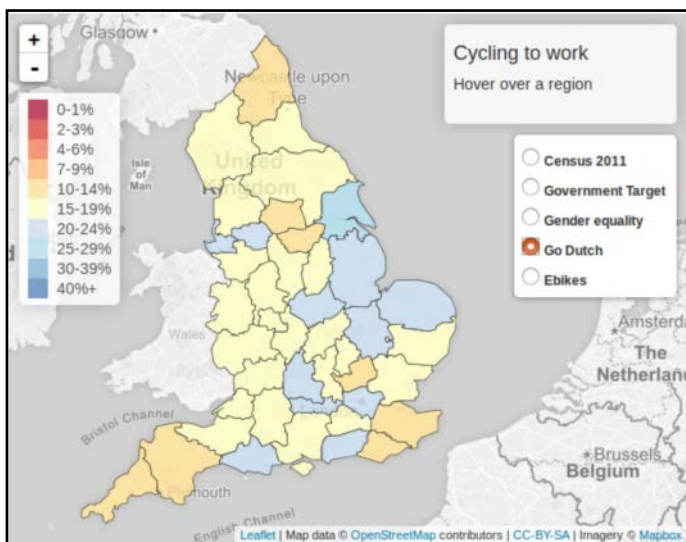 Glasgow
+
-
Cycling to work
Hover over a region
Newcastle upon
Tyne
0-1%
2-3%
4-6%
7-9%
10-14%
15-19%
20-24%
25-29%
30-39%
40%+
Isle
of
Man
United
Kingdom
Census 2011
Government Target
Gender equality
Go Dutch
Ebikes
Wales
London
Amsterda
The
Netherland
Bristol Channel
Plymouth
Brussels
Belgium
English Channel
Leaflet | Map data © OpenStreetMap contributors | CC-BY-SA | Imagery © Mapbox